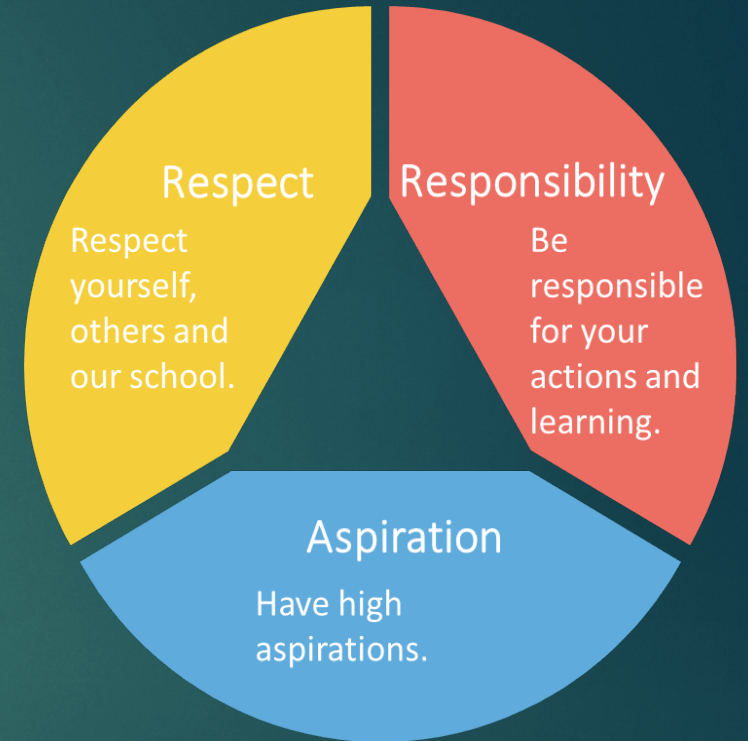 Respect
Respect
yourself,
others and
our school.
Responsibility
Be
responsible
for your
actions and
learning.
Aspiration
Have high
aspirations.